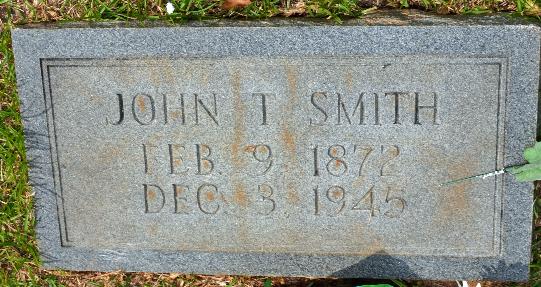 JOHN T. SMITH
FEB. 9, 1872
DEC. 3, 1945